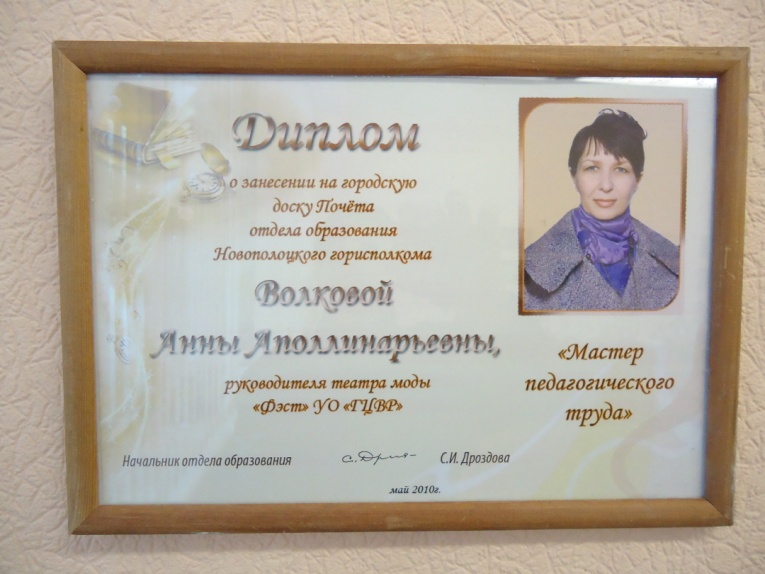 Диплом
о занесении на городскую
доску Почёта
отдела образования
Новополоцкого горисполкома
Волковой
Анны Аполлинарьевны,
руководителя театра моды
«Фэст» УО «ГЦВР»
«Мастер
педагогического
труда»
Начальник отдела образования С.И. Дроздова
май 2010г.